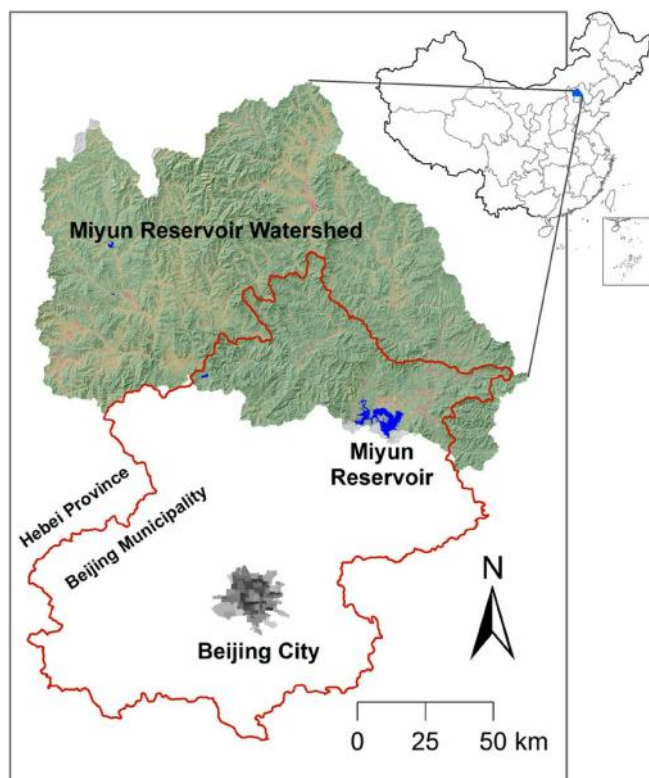 Miyun Reservoir Watershed
Miyun
Reservoir
Hebei Province
Beijing Municipality
Beijing City
N
0 25 50 km